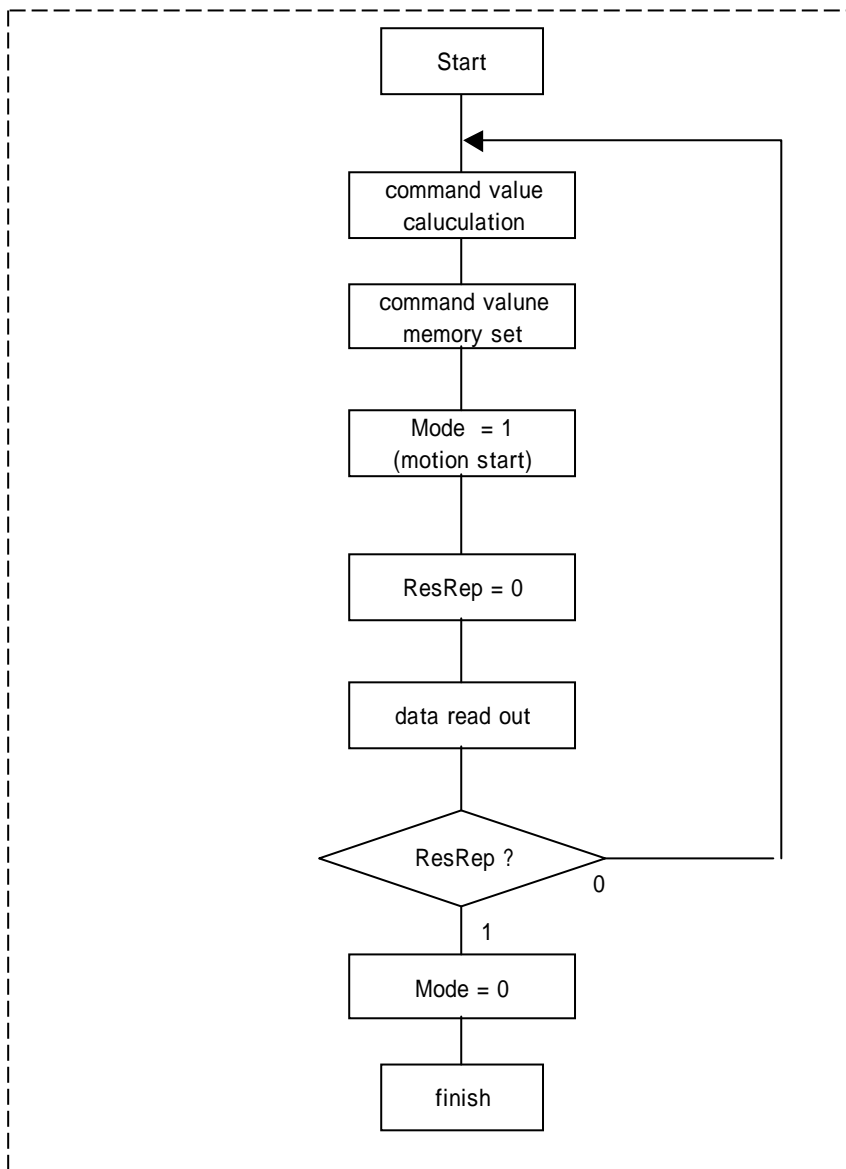 Start
command value
caluculation
command valune
memory set
Mode = 1
(motion start)
ResRep = 0
data read out
ResRep ?
0
1
Mode = 0
finish